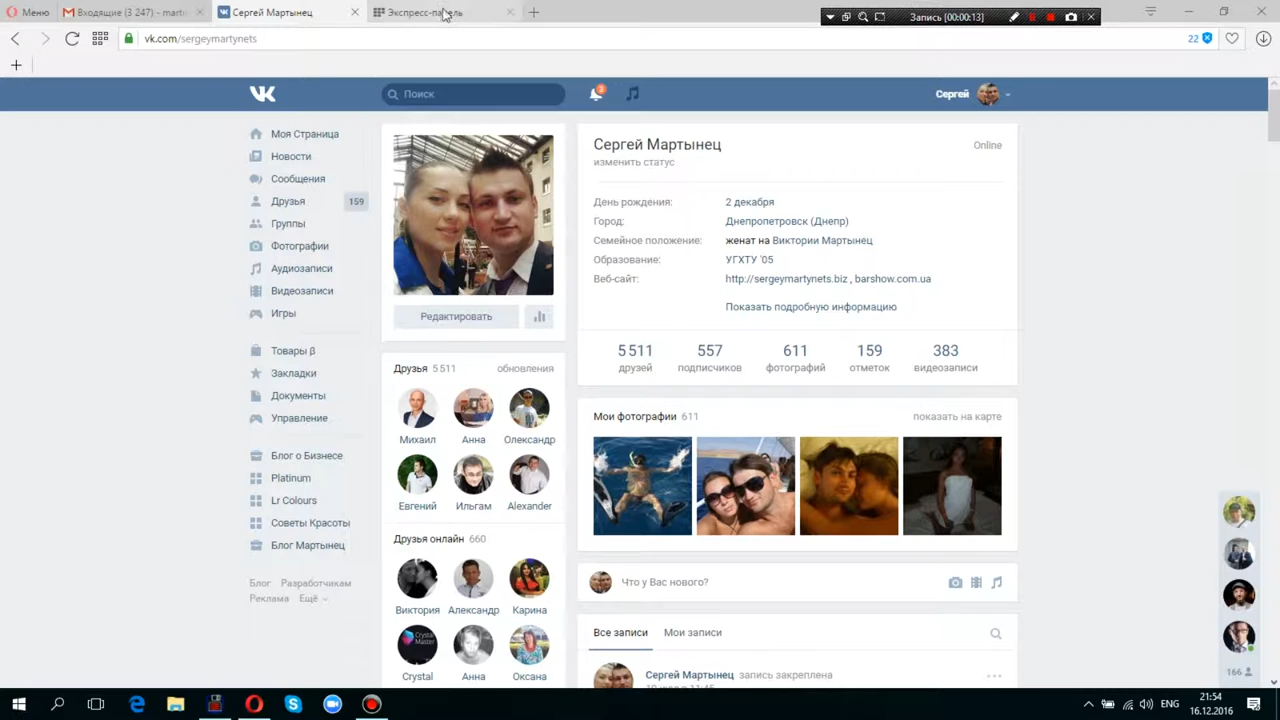 Меню
Входящие (3 247) - marti
Сергей Мартынец
Экспресс-панель
Запись [00:00:13]
vk.com/sergeymartynets
22
Поиск
2
Сергей
Моя Страница
Новости
Сообщения
Друзья
159
Группы
Фотографии
Аудиозаписи
Видеозаписи
Игры
Товары β
Закладки
Документы
Управление
Блог о Бизнесе
Platinum
Lr Colours
Советы Красоты
Блог Мартынец
Блог Разработчикам
Реклама Ещё
Редактировать
Друзья 5 511 обновления
Михаил Анна Олександр
Евгений Ильгам Alexander
Друзья онлайн 660
Виктория Александр Карина
Crystal Master
Crystal Анна Оксана
Сергей Мартынец
Online
изменить статус
День рождения: 2 декабря
Город: Днепропетровск (Днепр)
Семейное положение: женат на Виктории Мартынец
Образование: УГХТУ '05
Веб-сайт: http://sergeymartynets.biz , barshow.com.ua
Показать подробную информацию
5 511 557 611 159 383
друзей подписчиков фотографий отметок видеозаписи
Мои фотографии 611 показать на карте
Что у Вас нового?
Все записи Мои записи
Сергей Мартынец запись закреплена
166
ENG
21:54
16.12.2016